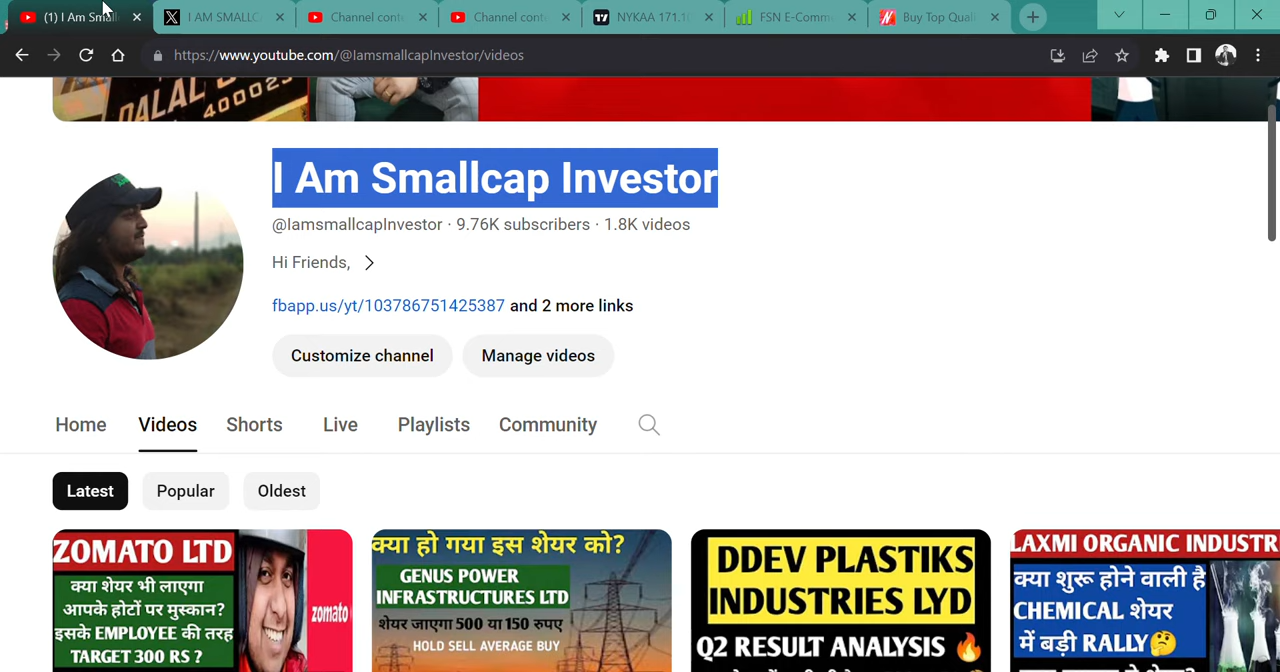 (1) I Am Small
I AM SMALLC
Channel cont
Channel cont
NYKAA 171.1
FSN E-Comm
Buy Top Quali
https://www.youtube.com/@IamsmallcapInvestor/videos
DALAL
400023
I Am Smallcap Investor
@IamsmallcapInvestor · 9.76K subscribers · 1.8K videos
Hi Friends,
fbapp.us/yt/103786751425387 and 2 more links
Customize channel
Manage videos
Home
Videos
Shorts
Live
Playlists
Community
Latest
Popular
Oldest
ZOMATO LTD
क्या शेयर भी लाएगा
आपके होटों पर मुस्कान?
इसके EMPLOYEE की तरह
TARGET 300 RS ?
zomato
क्या हो गया इस शेयर को?
GENUS POWER
INFRASTRUCTURES LTD
शेयर जाएगा 500 या 150 रुपए
HOLD SELL AVERAGE BUY
DDEV PLASTIKS
INDUSTRIES LYD
Q2 RESULT ANALYSIS 🔥
LAXMI ORGANIC INDUSTR
क्या शुरू होने वाली है
CHEMICAL शेयर
में बड़ी RALLY🤔